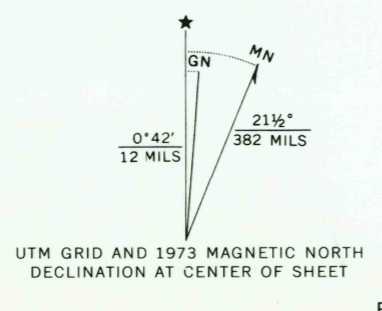 ★
GN
MN
0°42′
12 MILS
21½°
382 MILS
UTM GRID AND 1973 MAGNETIC NORTH
DECLINATION AT CENTER OF SHEET